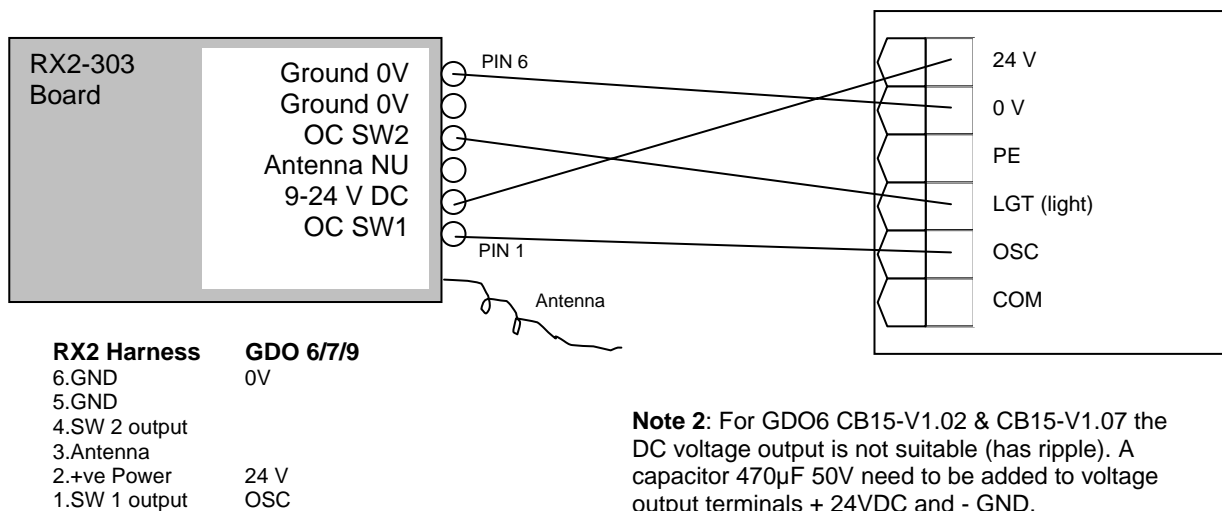 RX2-303
Board
Ground 0V
Ground 0V
OC SW2
Antenna NU
9-24 V DC
OC SW1
PIN 6
PIN 1
Antenna
24 V
0 V
PE
LGT (light)
OSC
COM
RX2 Harness GDO 6/7/9
6.GND 0V
5.GND
4.SW 2 output
3.Antenna
2.+ve Power 24 V
1.SW 1 output OSC
Note 2: For GDO6 CB15-V1.02 & CB15-V1.07 the
DC voltage output is not suitable (has ripple). A
capacitor 470µF 50V need to be added to voltage
output terminals + 24VDC and - GND.